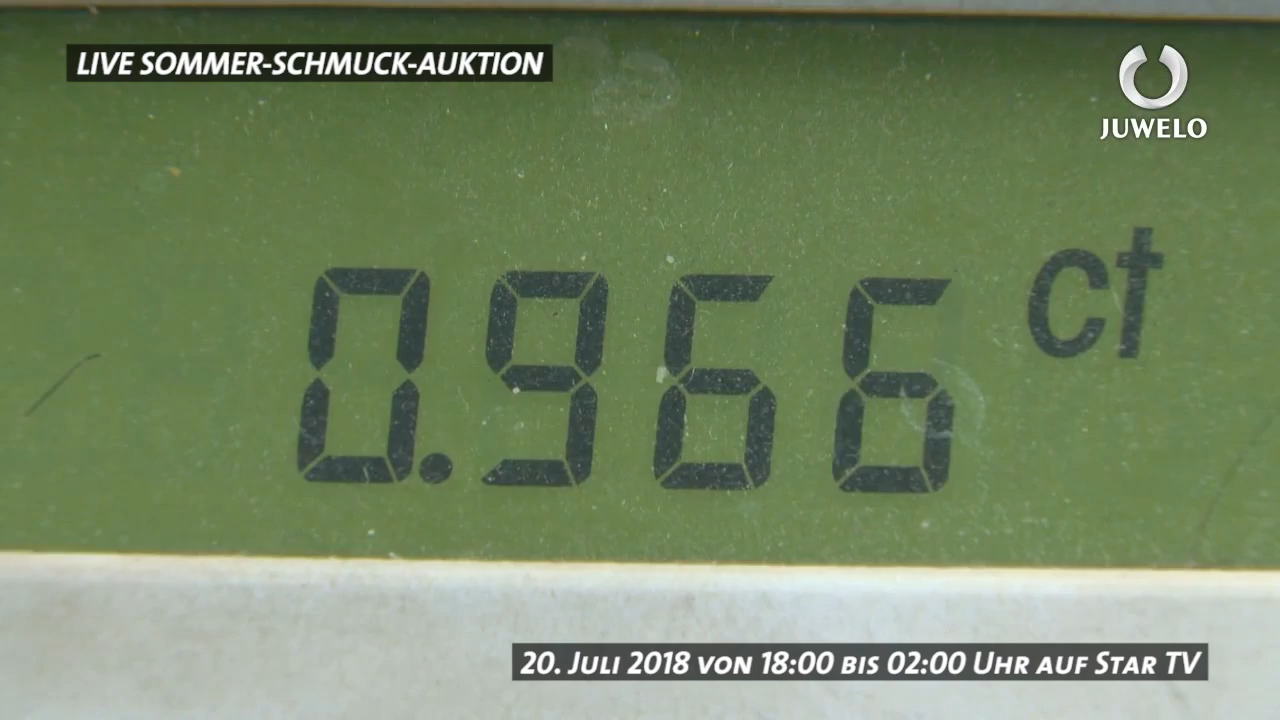 LIVE SOMMER-SCHMUCK-AUKTION
JUWELO
0.966 ct
20. JULI 2018 VON 18:00 BIS 02:00 UHR AUF STAR TV